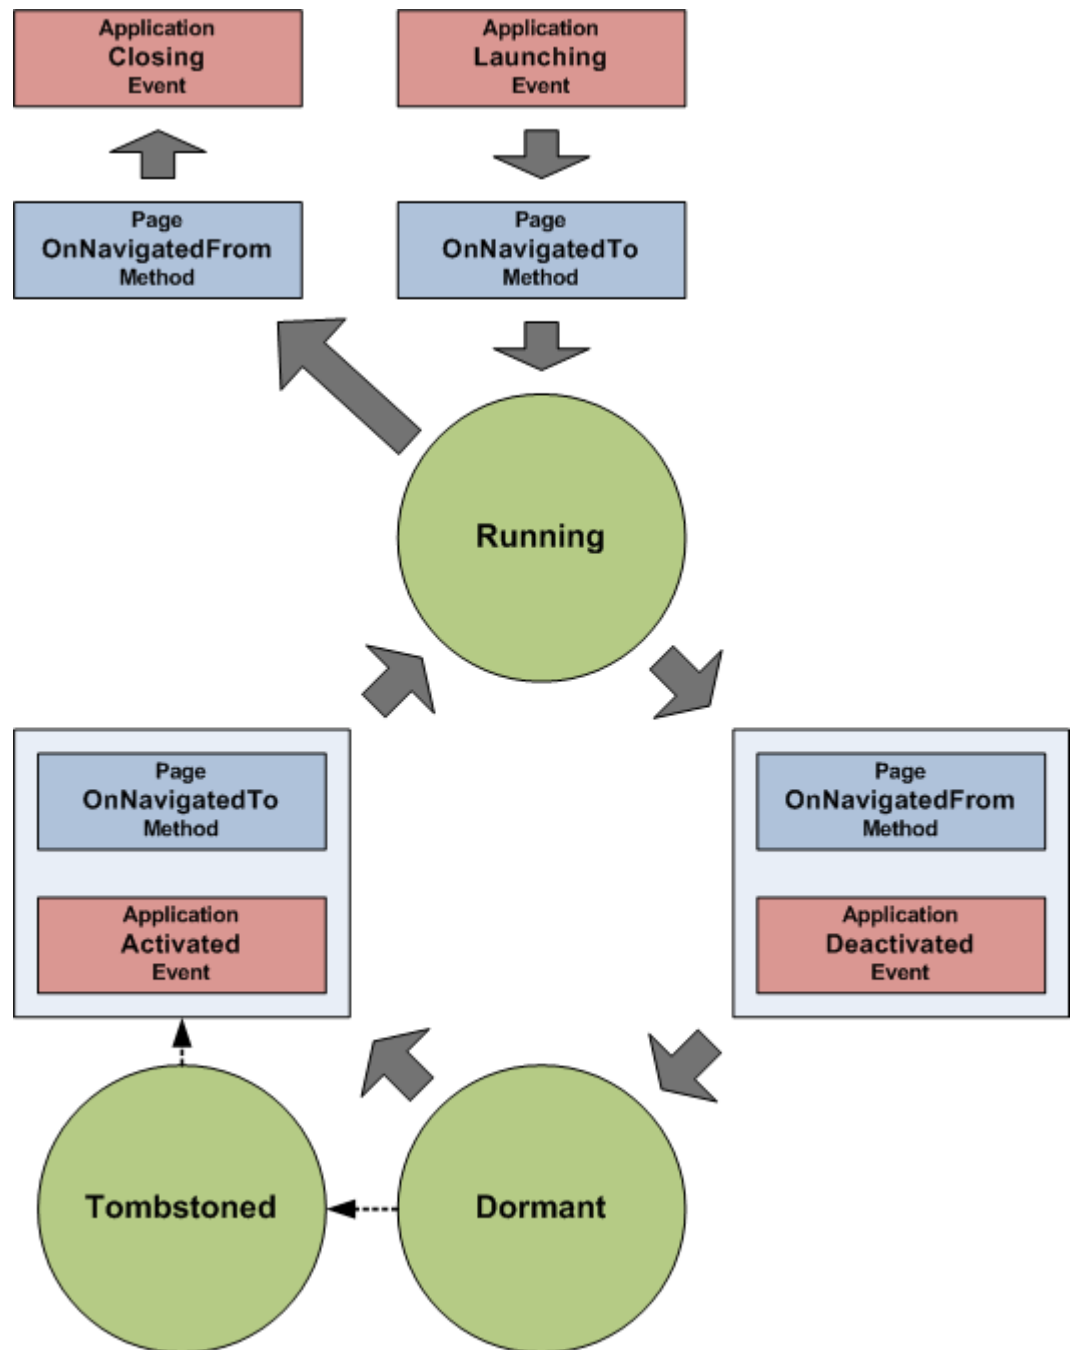 Application
Closing
Event
Application
Launching
Event
Page
OnNavigatedFrom
Method
Page
OnNavigatedTo
Method
Running
Page
OnNavigatedTo
Method
Application
Activated
Event
Page
OnNavigatedFrom
Method
Application
Deactivated
Event
Tombstoned
Dormant